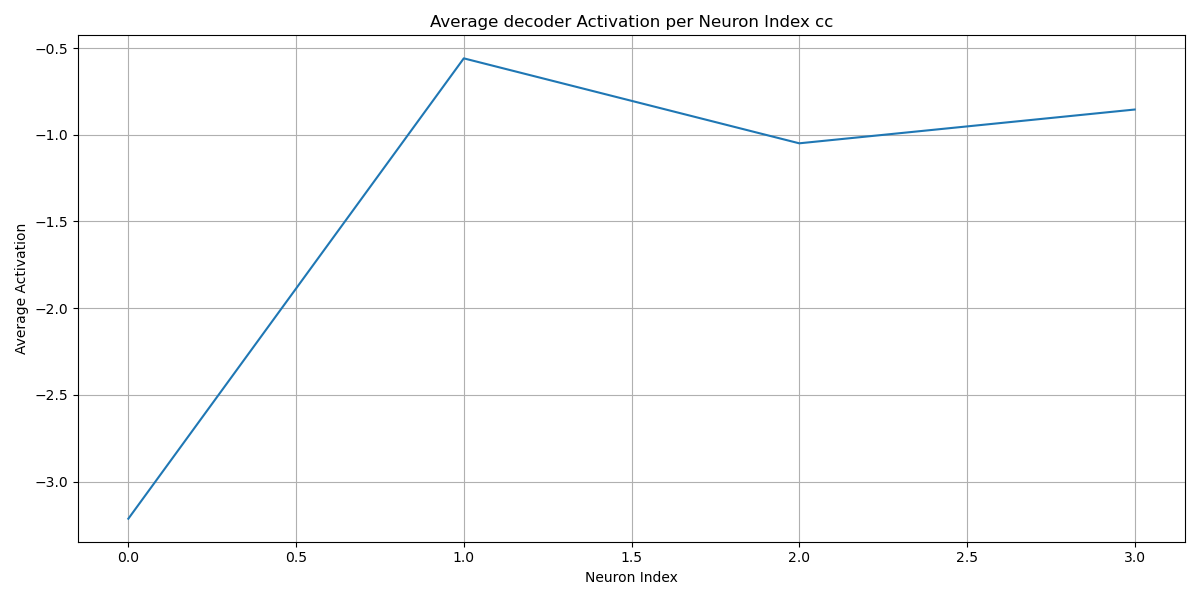 Average decoder Activation per Neuron Index cc
Average Activation
−0.5
−1.0
−1.5
−2.0
−2.5
−3.0
0.0 0.5 1.0 1.5 2.0 2.5 3.0
Neuron Index